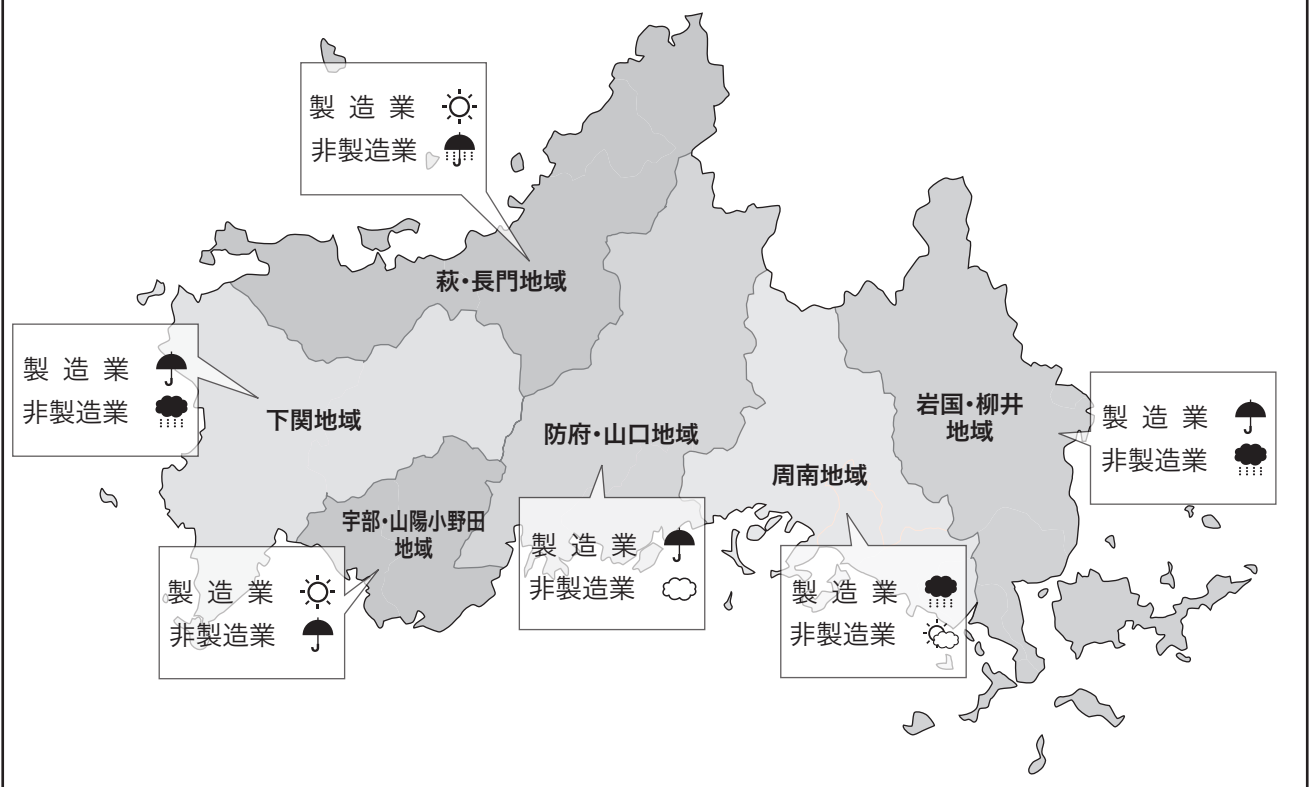 製造業
非製造業
萩・長門地域
製造業
非製造業
下関地域
防府・山口地域
岩国・柳井
地域
製造業
非製造業
周南地域
宇部・山陽小野田
地域
製造業
非製造業
製造業
非製造業
製造業
非製造業